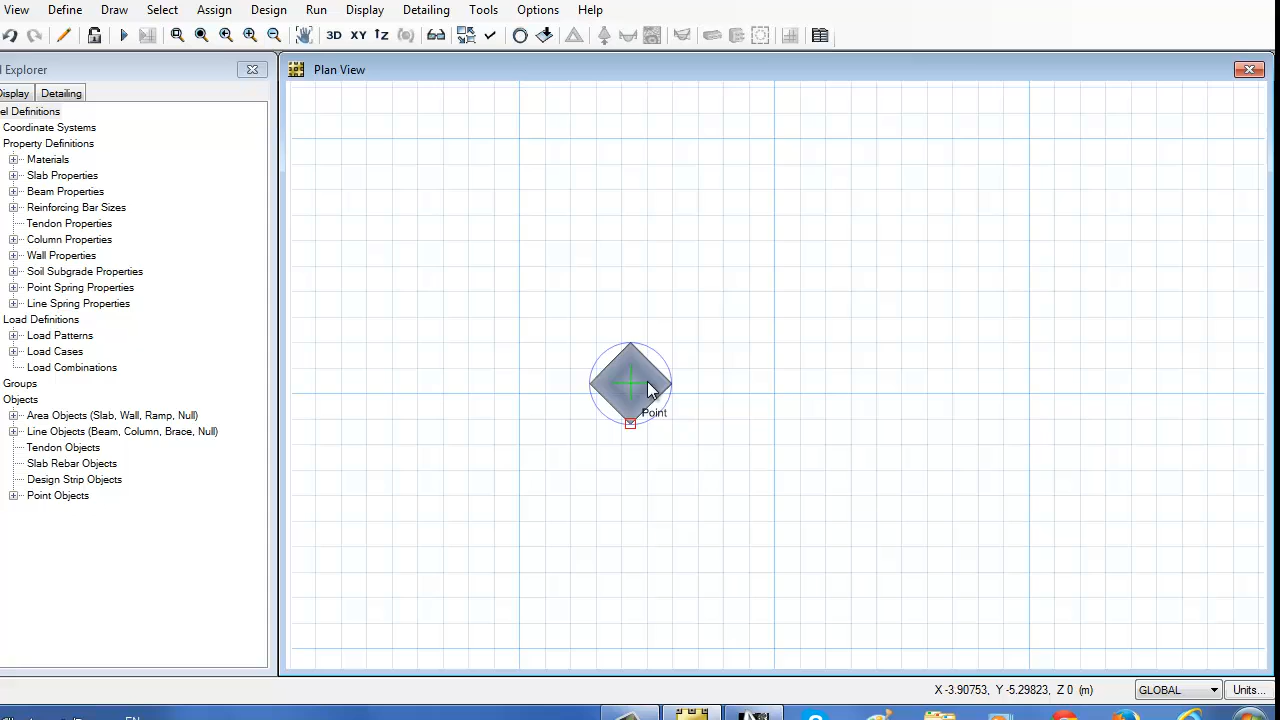 View Define Draw Select Assign Design Run Display Detailing Tools Options Help
3D XY
Explorer
Plan View
Display Detailing
el Definitions
Coordinate Systems
Property Definitions
Materials
Slab Properties
Beam Properties
Reinforcing Bar Sizes
Tendon Properties
Column Properties
Wall Properties
Soil Subgrade Properties
Point Spring Properties
Line Spring Properties
Load Definitions
Load Patterns
Load Cases
Load Combinations
Groups
Objects
Area Objects (Slab, Wall, Ramp, Null)
Line Objects (Beam, Column, Brace, Null)
Tendon Objects
Slab Rebar Objects
Design Strip Objects
Point Objects
Point
X -3.90753, Y -5.29823, Z 0 (m)
GLOBAL
Units...
EN